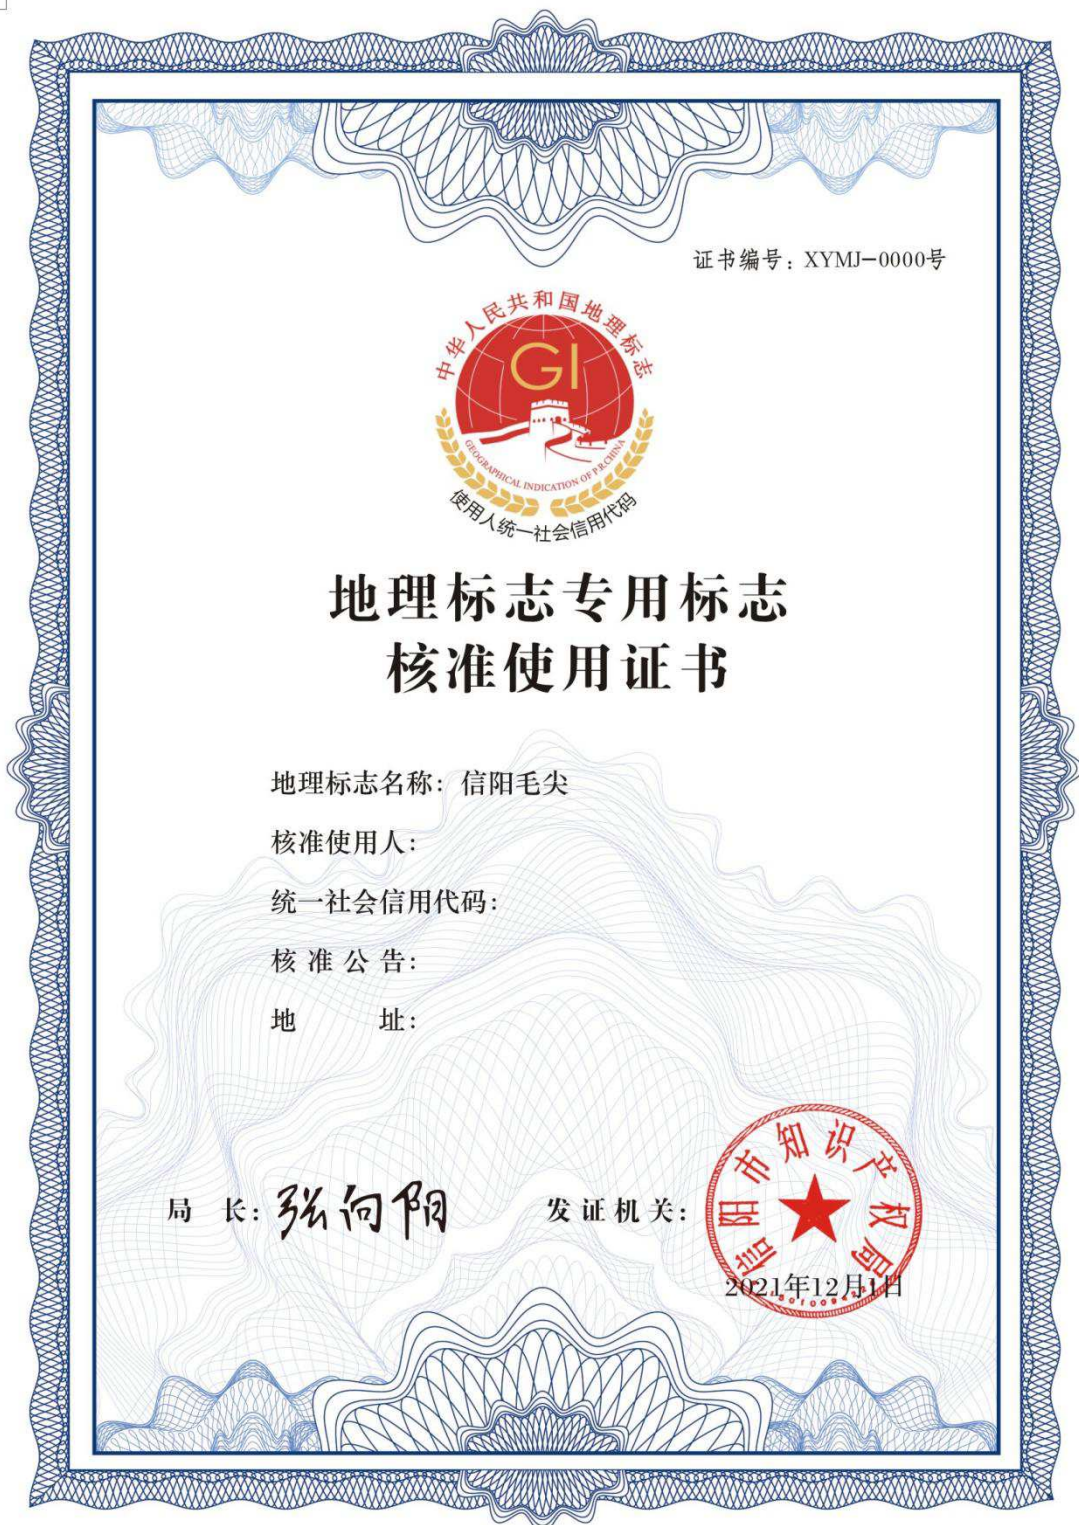 证书编号：XYMJ-0000号
中华人民共和国地理标志
GI
GEOGRAPHICAL INDICATION OF P.R.CHINA
使用人统一社会信用代码
地理标志专用标志
核准使用证书
地理标志名称：信阳毛尖
核准使用人：
统一社会信用代码：
核准公告：
地 址：
局 长：张向阳
发证机关：
信阳市知识产权局
2021年12月1日